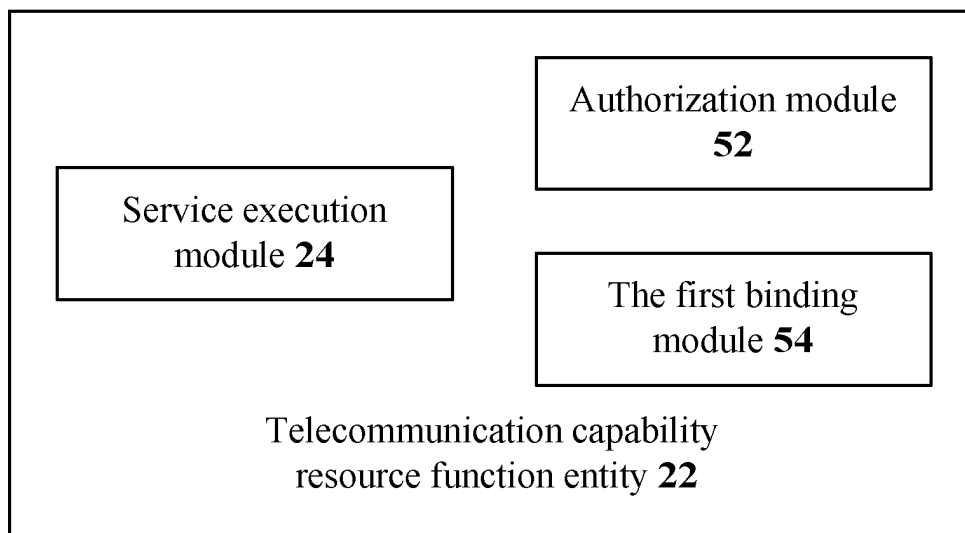 Authorization module
52
Service execution
module 24
The first binding
module 54
Telecommunication capability
resource function entity 22